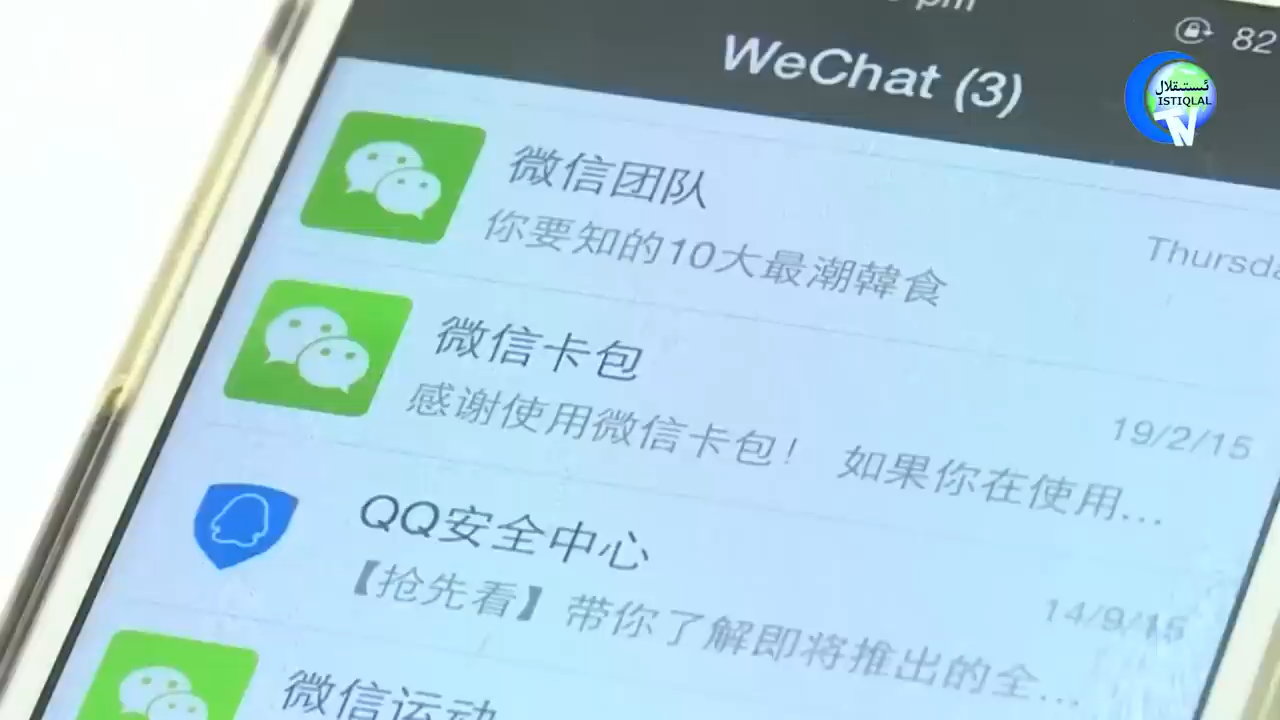 pm
82
WeChat (3)
ئىستىقلال
ISTIQLAL
TV
微信团队
Thursda
你要知的10大最潮韓食
微信卡包
19/2/15
感谢使用微信卡包！ 如果你在使用...
QQ安全中心
14/9/15
【抢先看】带你了解即将推出的全...
微信运动